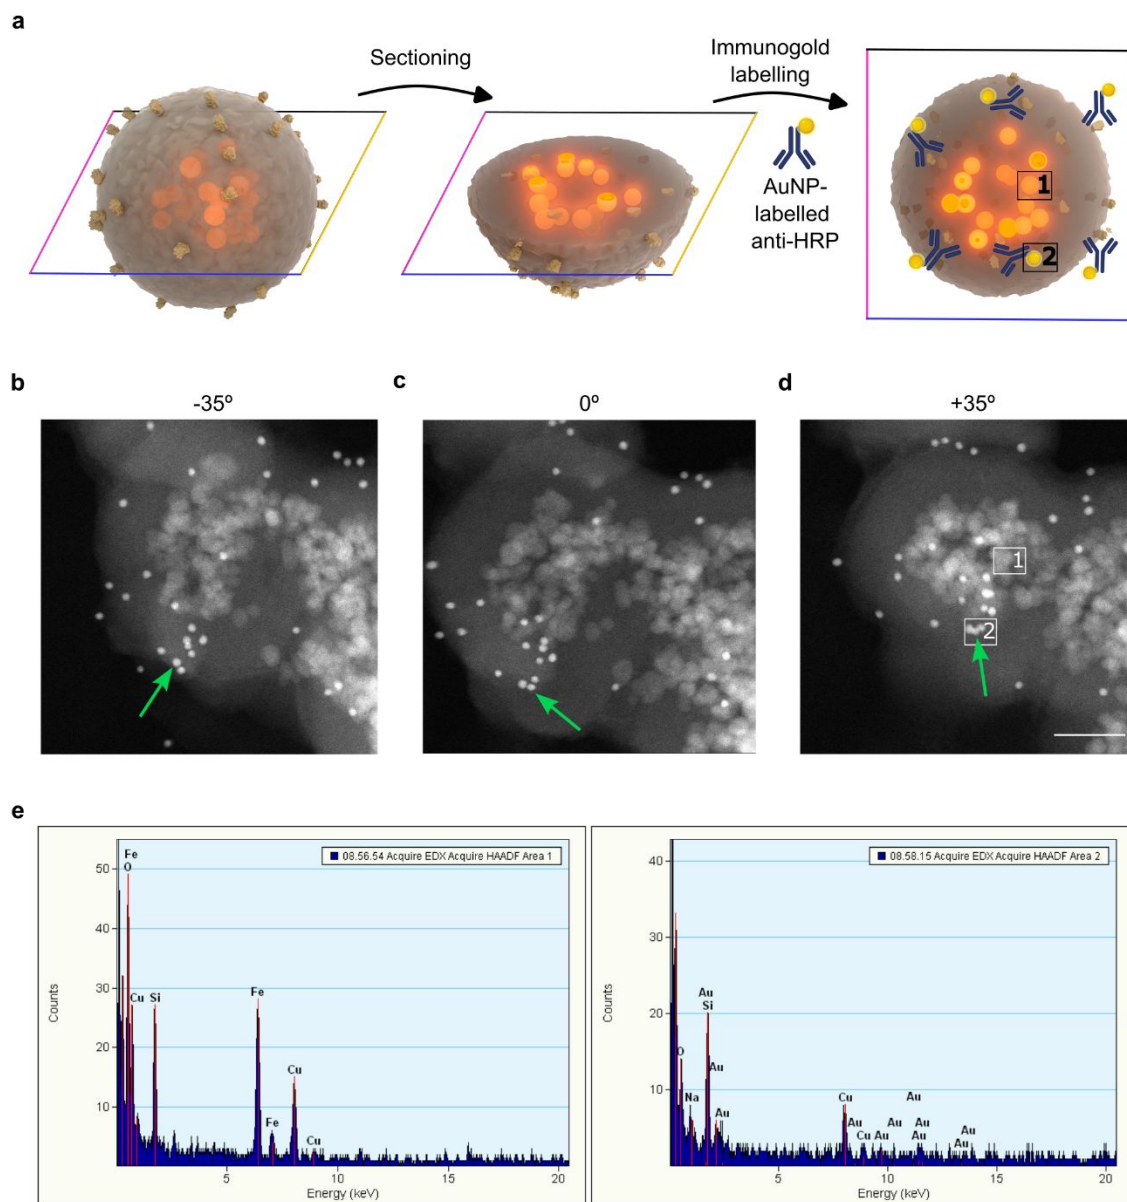 a
Sectioning
Immunogold
labelling
AuNP-
labelled
anti-HRP
1
2
b
-35º
c
0º
d
+35º
1
2
e
08.56.54 Acquire EDX Acquire HAADF Area 1
Counts
50
40
30
20
10
Fe
O
Cu
Si
Fe
Fe
Cu
Cu
5
10
15
20
Energy (keV)
08.58.15 Acquire EDX Acquire HAADF Area 2
Counts
40
30
20
10
O
Na
Au
Si
Au
Au
Cu
Au
Cu
Au
Au
Au
Au
Au
Au
Au
5
10
15
20
Energy (keV)